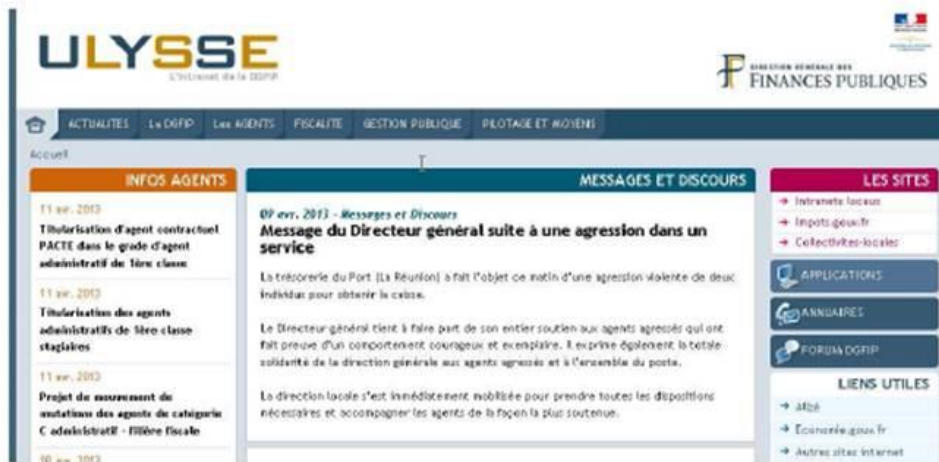 ULYSSE
L'intranet de la DGFIP
DIRECTION GÉNÉRALE DES
FINANCES PUBLIQUES
ACTUALITES La DGFIP Les AGENTS FISCALITE GESTION PUBLIQUE PILOTAGE ET MOYENS
Accueil
INFOS AGENTS
11 avr. 2013
Titularisation d'agent contractuel
PACTE dans le grade d'agent
administratif de 1ère classe
11 avr. 2013
Titularisation des agents
administratifs de 1ère classe
stagiaires
11 avr. 2013
Projet de mouvement de
mutations des agents de catégorie
C administratif - filière fiscale
10 avr. 2013
MESSAGES ET DISCOURS
09 avr. 2013 - Messages et Discours
Message du Directeur général suite à une agression dans un
service
La trésorerie du Port (La Réunion) a fait l'objet ce matin d'une agression violente de deux
individus pour obtenir la caisse.
Le Directeur général tient à faire part de son entier soutien aux agents agressés qui ont
fait preuve d'un comportement courageux et exemplaire. Il exprime également la totale
solidarité de la direction générale aux agents agressés et à l'ensemble du poste.
La direction locale s'est immédiatement mobilisée pour prendre toutes les dispositions
nécessaires et accompagner les agents de la façon la plus soutenue.
LES SITES
Intranets locaux
Impots.gouv.fr
Collectivites-locales
APPLICATIONS
ANNUAIRES
FORUM DGFIP
LIENS UTILES
Alizé
Economie.gouv.fr
Autres sites internet